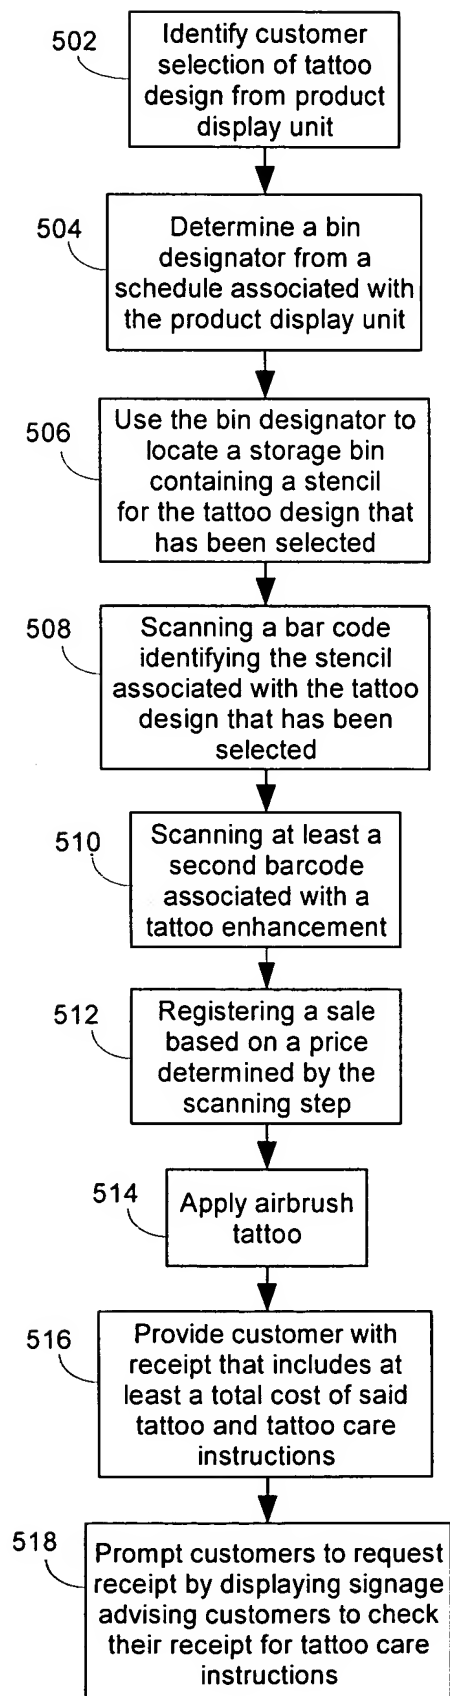 502
Identify customer
selection of tattoo
design from product
display unit
504
Determine a bin
designator from a
schedule associated with
the product display unit
506
Use the bin designator to
locate a storage bin
containing a stencil
for the tattoo design that
has been selected
508
Scanning a bar code
identifying the stencil
associated with the tattoo
design that has been
selected
510
Scanning at least a
second barcode
associated with a
tattoo enhancement
512
Registering a sale
based on a price
determined by the
scanning step
514
Apply airbrush
tattoo
516
Provide customer with
receipt that includes at
least a total cost of said
tattoo and tattoo care
instructions
518
Prompt customers to request
receipt by displaying signage
advising customers to check
their receipt for tattoo care
instructions